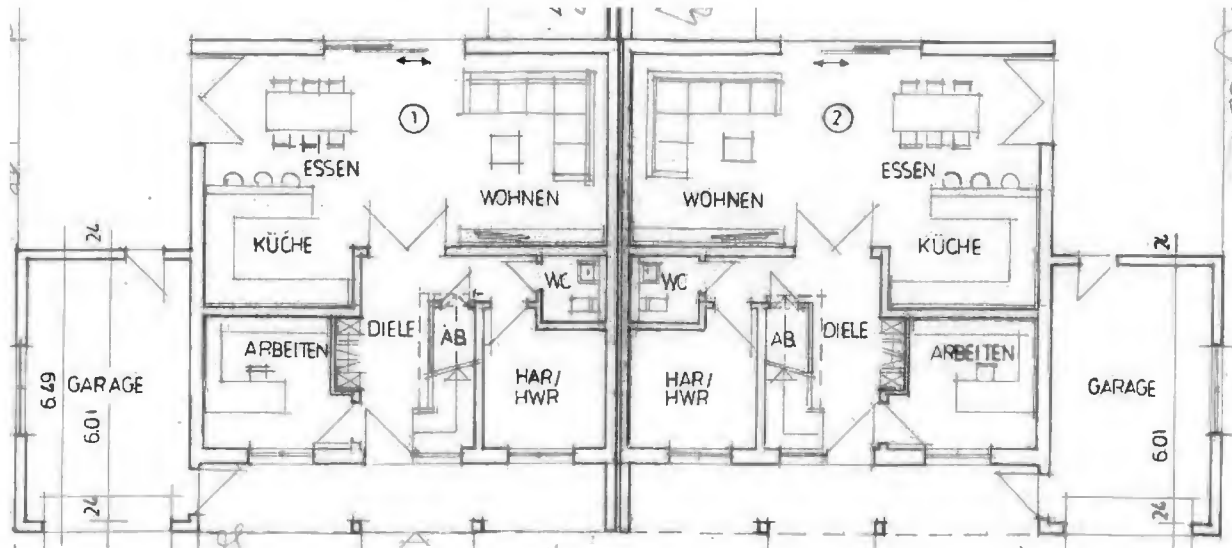 1
2
ESSEN
ESSEN
WOHNEN
WOHNEN
KÜCHE
KÜCHE
24
24
WC
WC
DIELE
AB.
AB.
DIELE
ARBEITEN
ARBEITEN
GARAGE
HAR/
HWR
HAR/
HWR
GARAGE
6.49
6.01
6.01
24
24